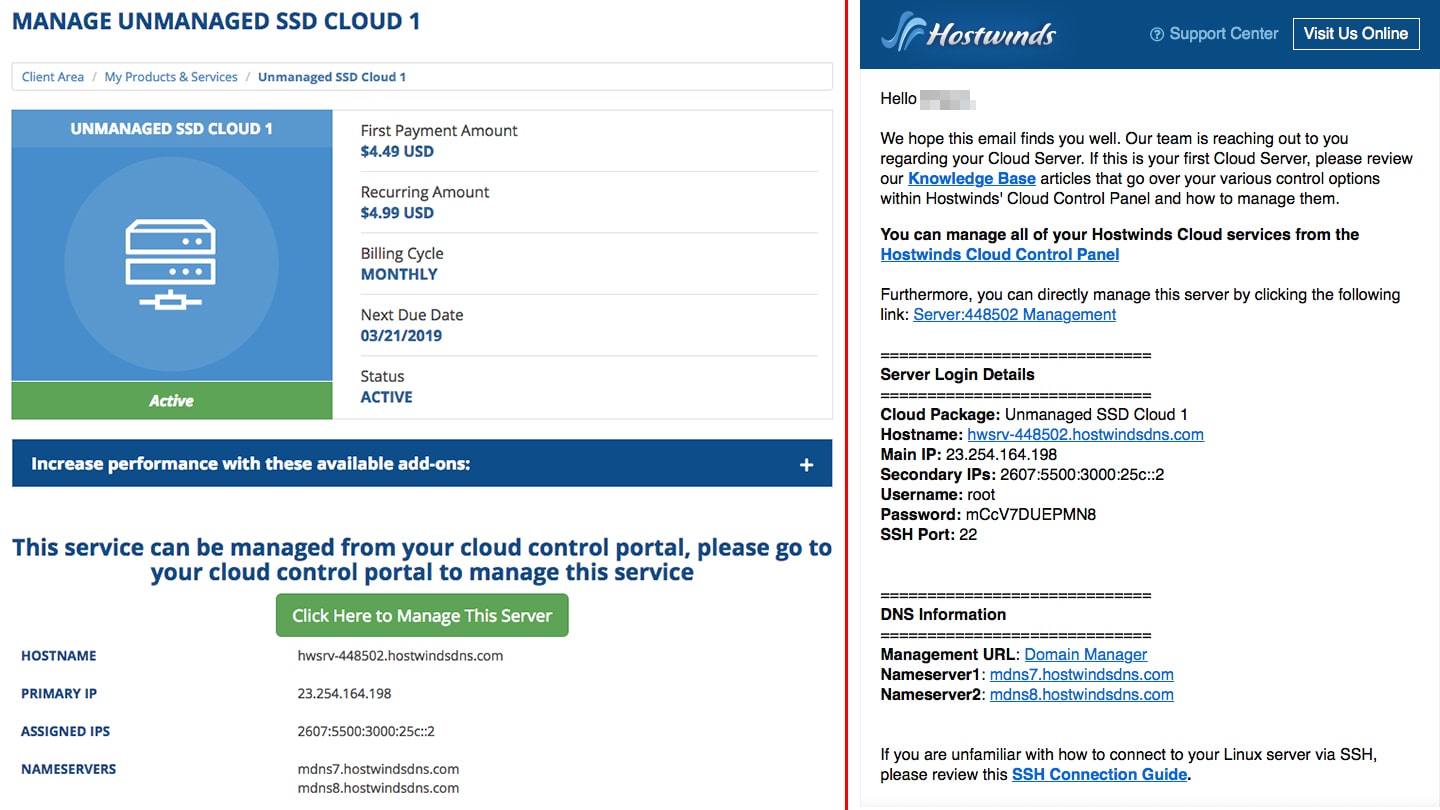 MANAGE UNMANAGED SSD CLOUD 1
Client Area / My Products & Services / Unmanaged SSD Cloud 1
UNMANAGED SSD CLOUD 1
Active
First Payment Amount
$4.49 USD
Recurring Amount
$4.99 USD
Billing Cycle
MONTHLY
Next Due Date
03/21/2019
Status
ACTIVE
Increase performance with these available add-ons: +
This service can be managed from your cloud control portal, please go to
your cloud control portal to manage this service
Click Here to Manage This Server
HOSTNAME hwsrv-448502.hostwindsdns.com
PRIMARY IP 23.254.164.198
ASSIGNED IPS 2607:5500:3000:25c::2
NAMESERVERS mdns7.hostwindsdns.com
mdns8.hostwindsdns.com
Hostwinds
Support Center
Visit Us Online
Hello
We hope this email finds you well. Our team is reaching out to you
regarding your Cloud Server. If this is your first Cloud Server, please review
our Knowledge Base articles that go over your various control options
within Hostwinds' Cloud Control Panel and how to manage them.
You can manage all of your Hostwinds Cloud services from the
Hostwinds Cloud Control Panel
Furthermore, you can directly manage this server by clicking the following
link: Server:448502 Management
=============================
Server Login Details
=============================
Cloud Package: Unmanaged SSD Cloud 1
Hostname: hwsrv-448502.hostwindsdns.com
Main IP: 23.254.164.198
Secondary IPs: 2607:5500:3000:25c::2
Username: root
Password: mCcV7DUEPMN8
SSH Port: 22
=============================
DNS Information
=============================
Management URL: Domain Manager
Nameserver1: mdns7.hostwindsdns.com
Nameserver2: mdns8.hostwindsdns.com
If you are unfamiliar with how to connect to your Linux server via SSH,
please review this SSH Connection Guide.